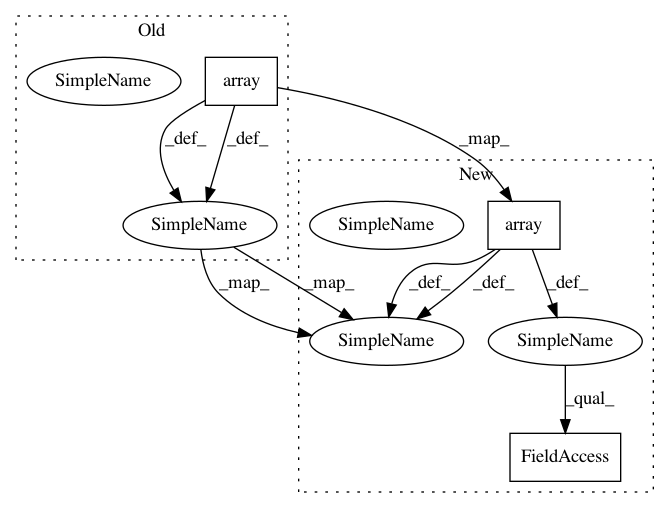 Old
SimpleName
array
_def_
_def_
_map_
New
SimpleName
SimpleName
array
_map_
_map_
_def_
_def_
_def_
SimpleName
SimpleName
_qual_
FieldAccess